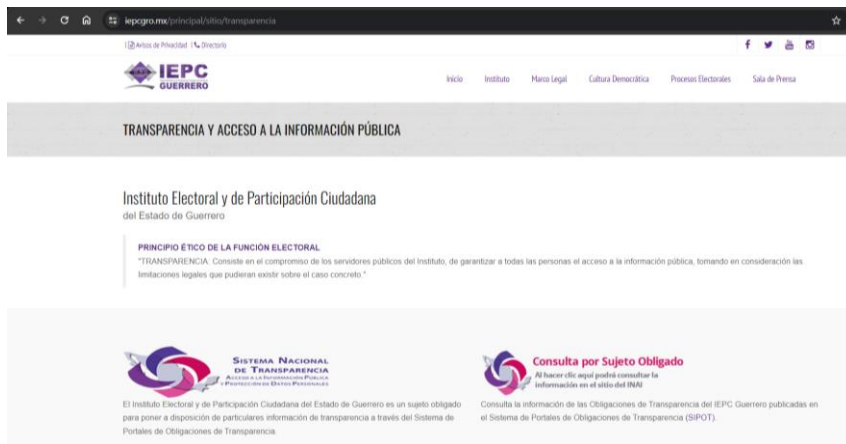 iepcgro.mx/principal/sitio/transparencia
| Avisos de Privacidad | Directorio
IEPC
GUERRERO
Inicio Instituto Marco Legal Cultura Democrática Procesos Electorales Sala de Prensa
TRANSPARENCIA Y ACCESO A LA INFORMACIÓN PÚBLICA
Instituto Electoral y de Participación Ciudadana
del Estado de Guerrero
PRINCIPIO ÉTICO DE LA FUNCIÓN ELECTORAL
"TRANSPARENCIA: Consiste en el compromiso de los servidores públicos del Instituto, de garantizar a todas las personas el acceso a la información pública, tomando en consideración las
limitaciones legales que pudieran existir sobre el caso concreto."
SISTEMA NACIONAL
DE TRANSPARENCIA
ACCESO A LA INFORMACIÓN PÚBLICA
Y PROTECCIÓN DE DATOS PERSONALES
El Instituto Electoral y de Participación Ciudadana del Estado de Guerrero es un sujeto obligado
para poner a disposición de particulares información de transparencia a través del Sistema de
Portales de Obligaciones de Transparencia.
Consulta por Sujeto Obligado
Al hacer clic aquí podrá consultar la
información en el sitio del INAI
Consulta la información de las Obligaciones de Transparencia del IEPC Guerrero publicadas en
el Sistema de Portales de Obligaciones de Transparencia (SIPOT).